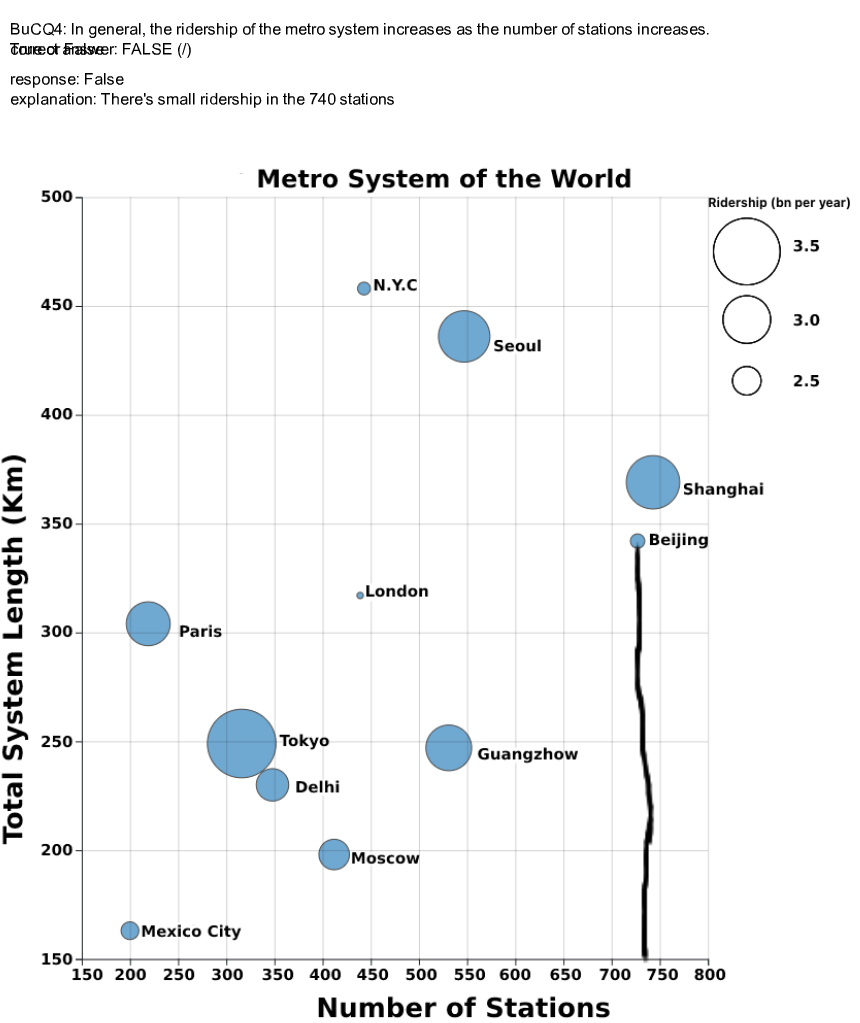 BuCQ4: In general, the ridership of the metro system increases as the number of stations increases.
True or False
correct answer: FALSE (/)
response: False
explanation: There's small ridership in the 740 stations
Metro System of the World
Ridership (bn per year)
3.5
3.0
2.5
500
450
400
350
300
250
200
150
Total System Length (Km)
N.Y.C
Seoul
Shanghai
Beijing
London
Paris
Tokyo
Guangzhow
Delhi
Moscow
Mexico City
150 200 250 300 350 400 450 500 550 600 650 700 750 800
Number of Stations